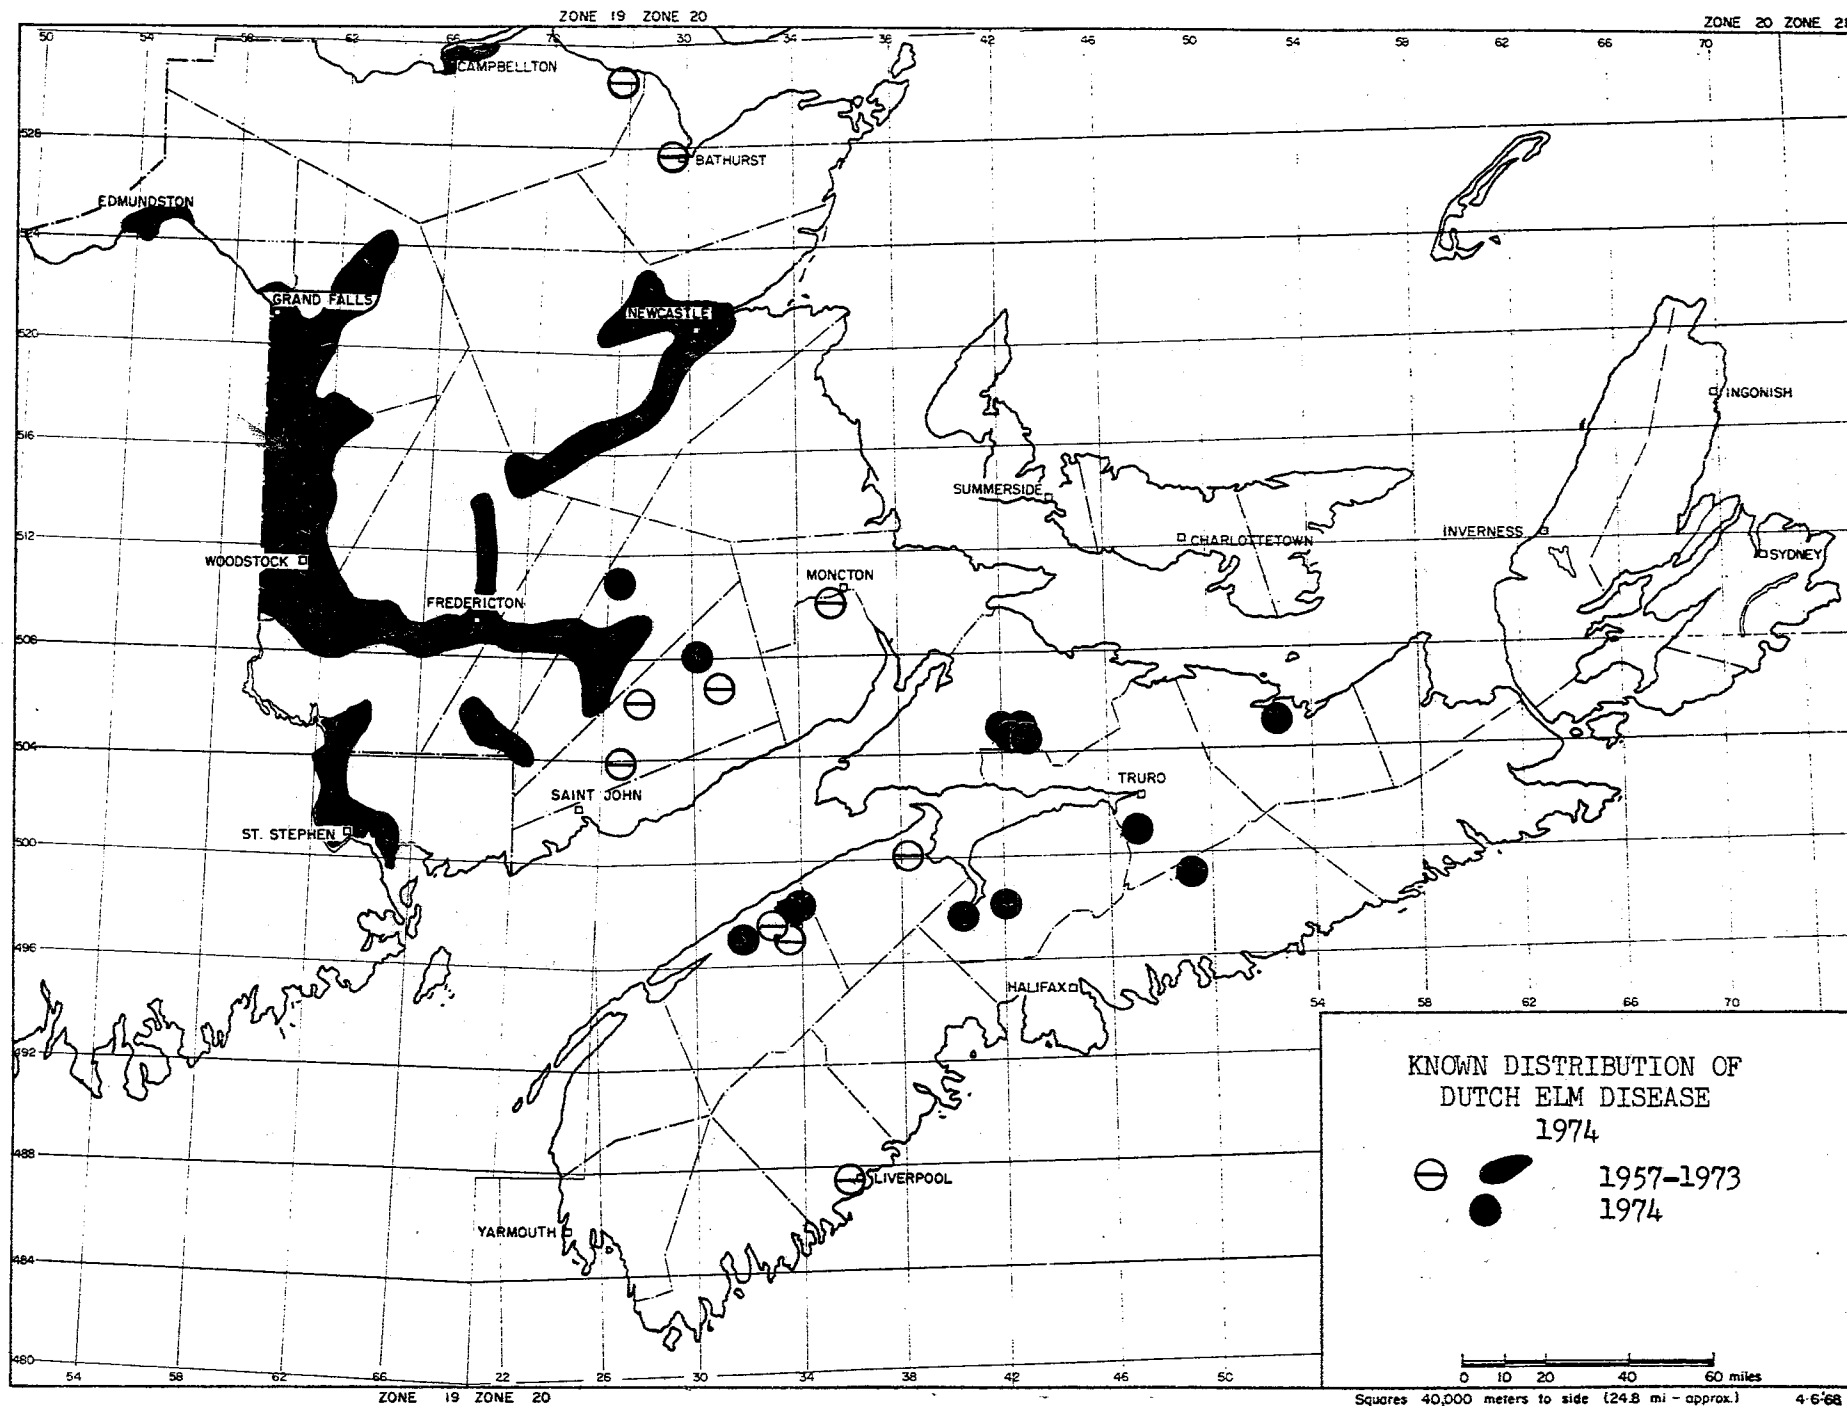 ZONE 19 ZONE 20
ZONE 20 ZONE 21
50 54 58 62 66 70 30 34 38 42 46 50 54 58 62 66 70
CAMPBELLTON
528
BATHURST
EDMUNDSTON
524
GRAND FALLS
NEWCASTLE
520
INGONISH
516
SUMMERSIDE
512
INVERNESS
CHARLOTTETOWN
SYDNEY
WOODSTOCK
MONCTON
FREDERICTON
508
504
TRURO
SAINT JOHN
ST. STEPHEN
500
496
HALIFAX
54 58 62 66 70
492
KNOWN DISTRIBUTION OF
DUTCH ELM DISEASE
1974
488
1957-1973
LIVERPOOL
1974
YARMOUTH
484
480
54 58 62 66 22 26 30 34 38 42 46 50
0 10 20 40 60 miles
ZONE 19 ZONE 20
Squares 40,000 meters to side (24.8 mi - approx.)
4-6-68